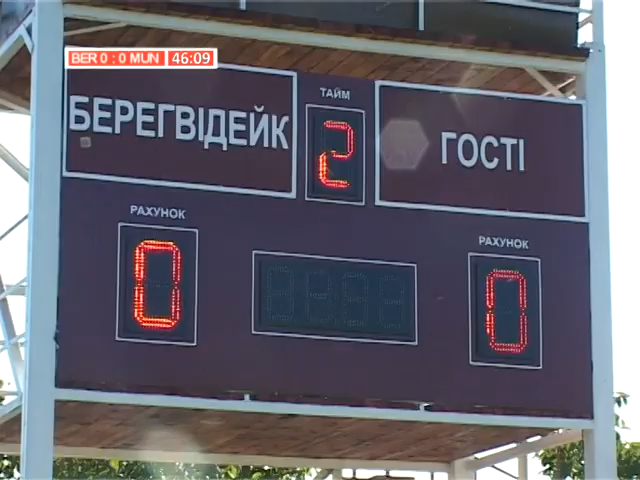 BER 0 : 0 MUN 46:09
БЕРЕГВІДЕЙК
ТАЙМ
2
ГОСТІ
РАХУНОК
0
РАХУНОК
0